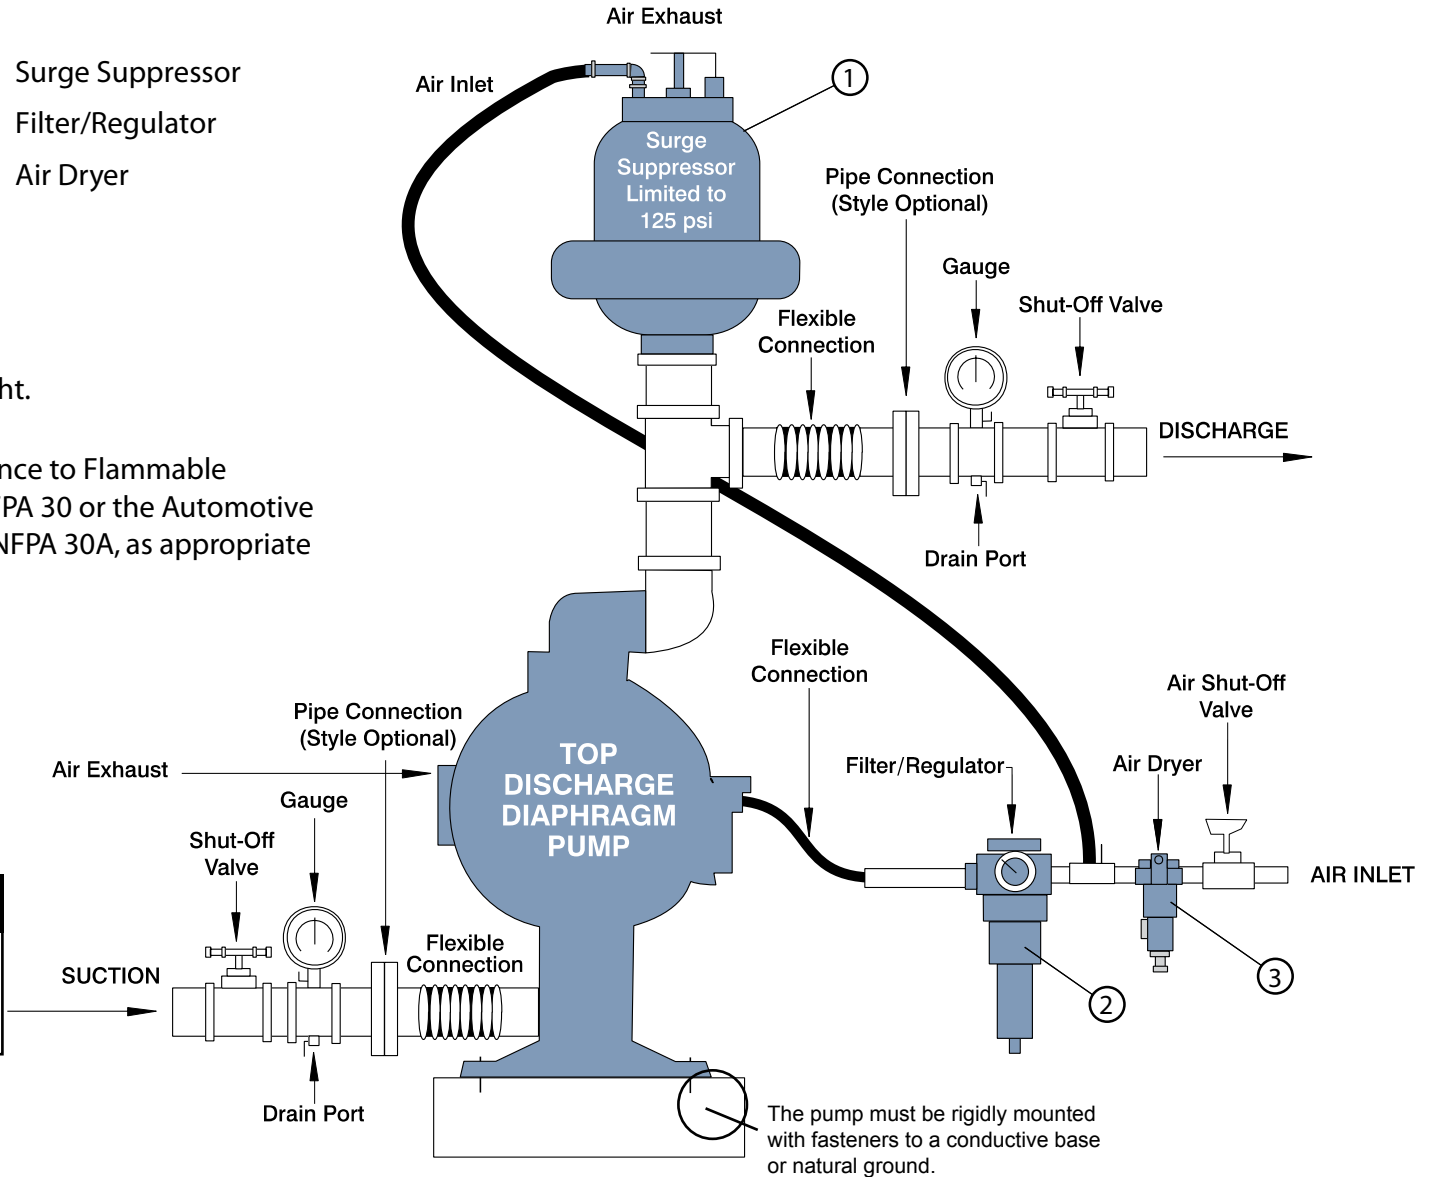 Surge Suppressor
Filter/Regulator
Air Dryer
ht.
nce to Flammable
PA 30 or the Automotive
NFPA 30A, as appropriate
Air Exhaust
Air Inlet
1
Surge
Suppressor
Limited to
125 psi
Pipe Connection
(Style Optional)
Gauge
Shut-Off Valve
Flexible
Connection
DISCHARGE
Drain Port
Flexible
Connection
Air Shut-Off
Valve
Filter/Regulator
Air Dryer
AIR INLET
2
3
Pipe Connection
(Style Optional)
Air Exhaust
Gauge
Shut-Off
Valve
TOP
DISCHARGE
DIAPHRAGM
PUMP
Flexible
Connection
SUCTION
Drain Port
The pump must be rigidly mounted
with fasteners to a conductive base
or natural ground.